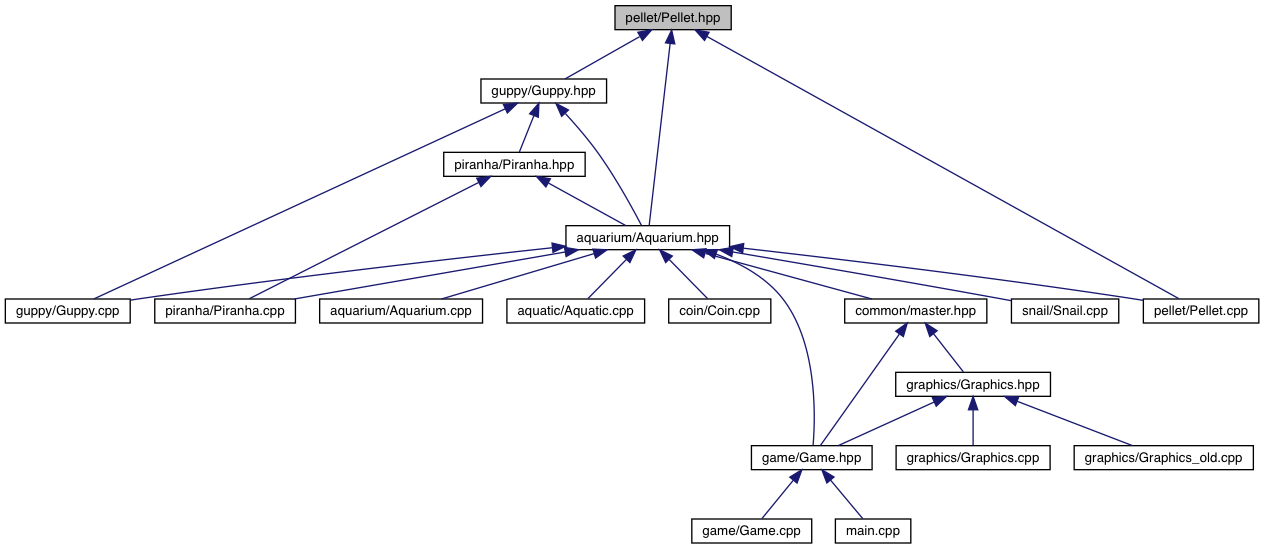 pellet/Pellet.hpp
guppy/Guppy.hpp
piranha/Piranha.hpp
aquarium/Aquarium.hpp
guppy/Guppy.cpp
piranha/Piranha.cpp
aquarium/Aquarium.cpp
aquatic/Aquatic.cpp
coin/Coin.cpp
common/master.hpp
snail/Snail.cpp
pellet/Pellet.cpp
graphics/Graphics.hpp
game/Game.hpp
graphics/Graphics.cpp
graphics/Graphics_old.cpp
game/Game.cpp
main.cpp